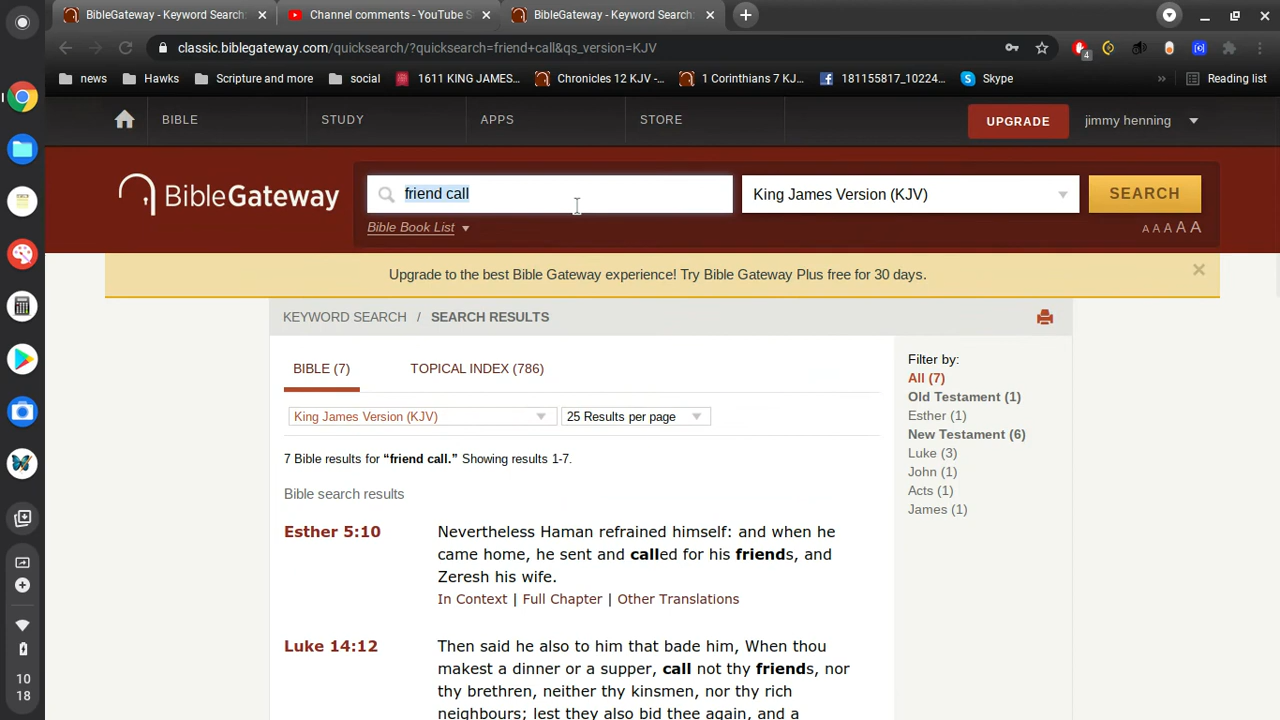 BibleGateway - Keyword Search:
Channel comments - YouTube S
BibleGateway - Keyword Search:
classic.biblegateway.com/quicksearch/?quicksearch=friend+call&qs_version=KJV
4
news
Hawks
Scripture and more
social
1611 KING JAMES...
Chronicles 12 KJV -...
1 Corinthians 7 KJ...
181155817_10224...
Skype
»
Reading list
BIBLE
STUDY
APPS
STORE
UPGRADE
jimmy henning
BibleGateway
friend call
King James Version (KJV)
SEARCH
Bible Book List
A A A A A
Upgrade to the best Bible Gateway experience! Try Bible Gateway Plus free for 30 days.
KEYWORD SEARCH / SEARCH RESULTS
BIBLE (7)
TOPICAL INDEX (786)
King James Version (KJV)
25 Results per page
7 Bible results for “friend call.” Showing results 1-7.
Bible search results
Esther 5:10
Nevertheless Haman refrained himself: and when he
came home, he sent and called for his friends, and
Zeresh his wife.
In Context | Full Chapter | Other Translations
Luke 14:12
Then said he also to him that bade him, When thou
makest a dinner or a supper, call not thy friends, nor
thy brethren, neither thy kinsmen, nor thy rich
neighbours; lest they also bid thee again, and a
Filter by:
All (7)
Old Testament (1)
Esther (1)
New Testament (6)
Luke (3)
John (1)
Acts (1)
James (1)
10
18